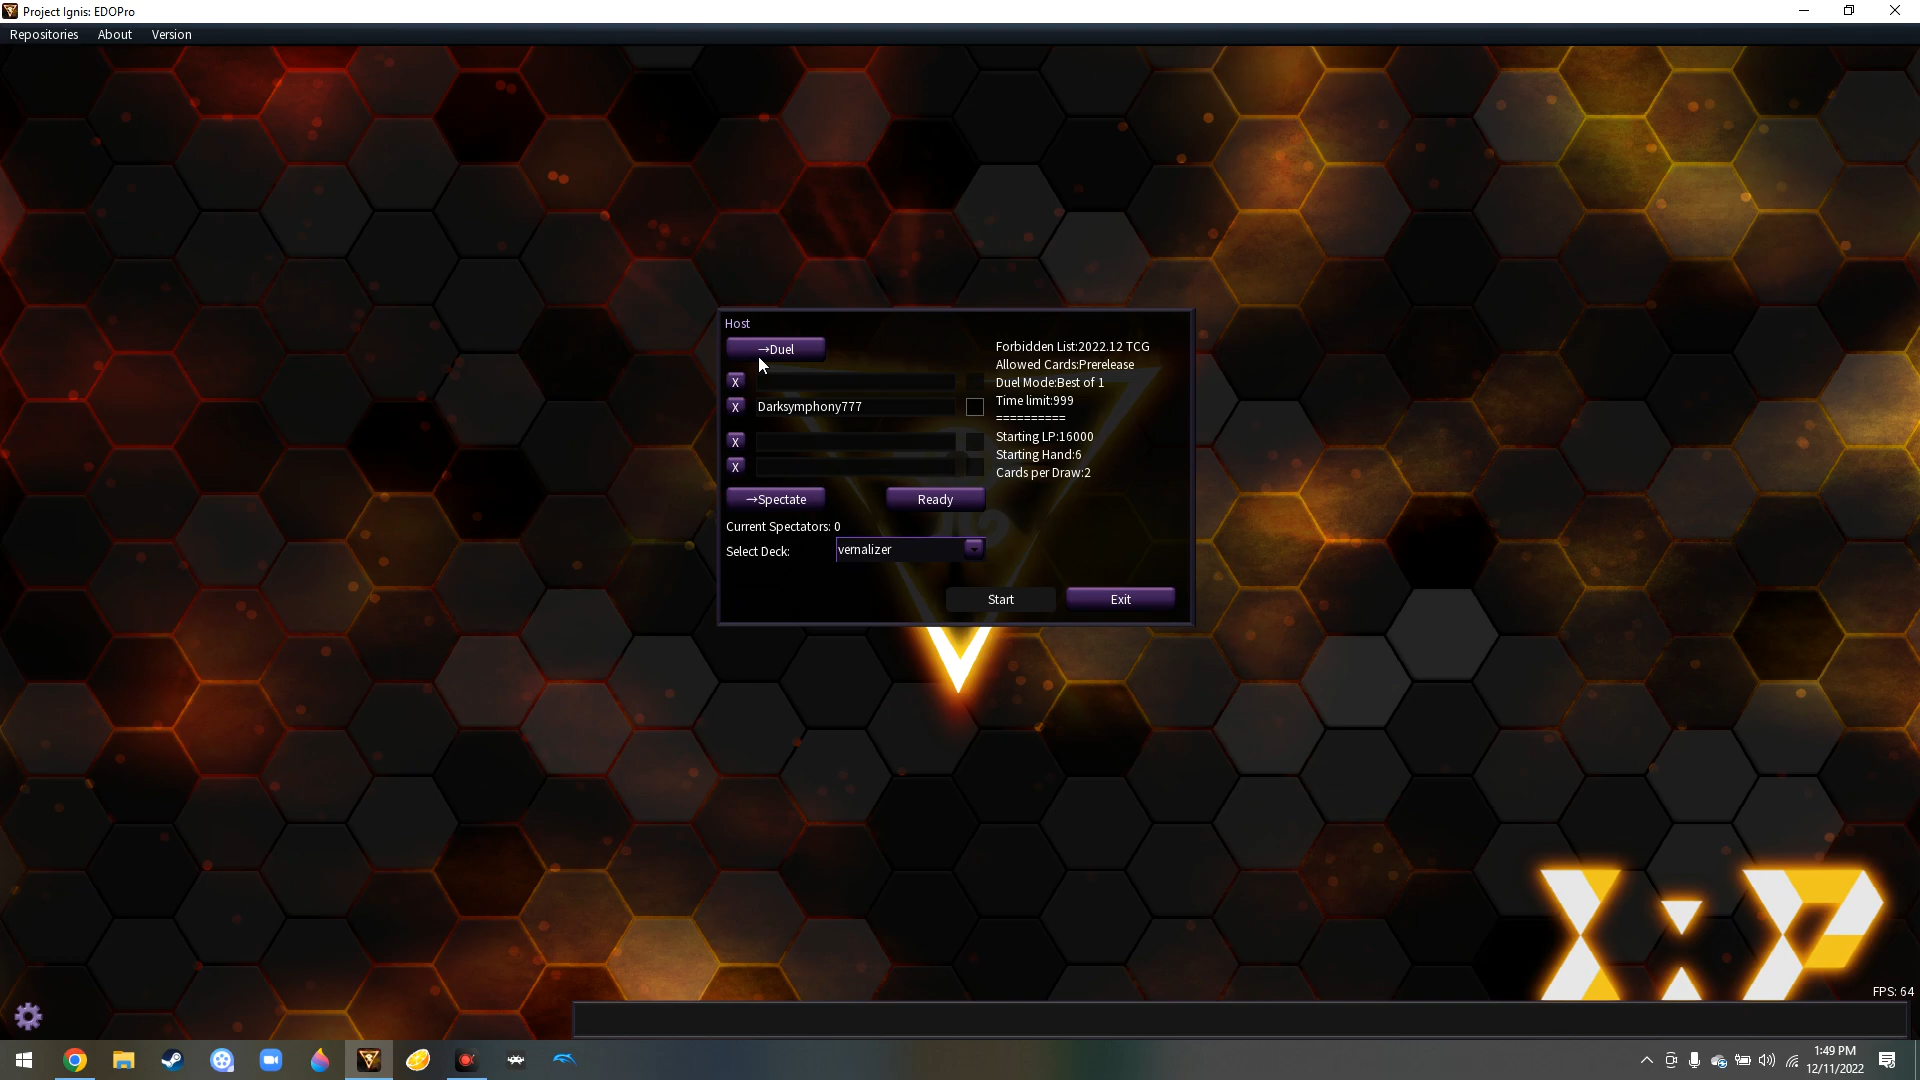 Project Ignis: EDOPro
Repositories About Version
Host
→Duel
X
X Darksymphony777
X
X
→Spectate Ready
Current Spectators: 0
Select Deck: vernalizer
Forbidden List:2022.12 TCG
Allowed Cards:Prerelease
Duel Mode:Best of 1
Time limit:999
==========
Starting LP:16000
Starting Hand:6
Cards per Draw:2
Start Exit
FPS: 64
1:49 PM
12/11/2022